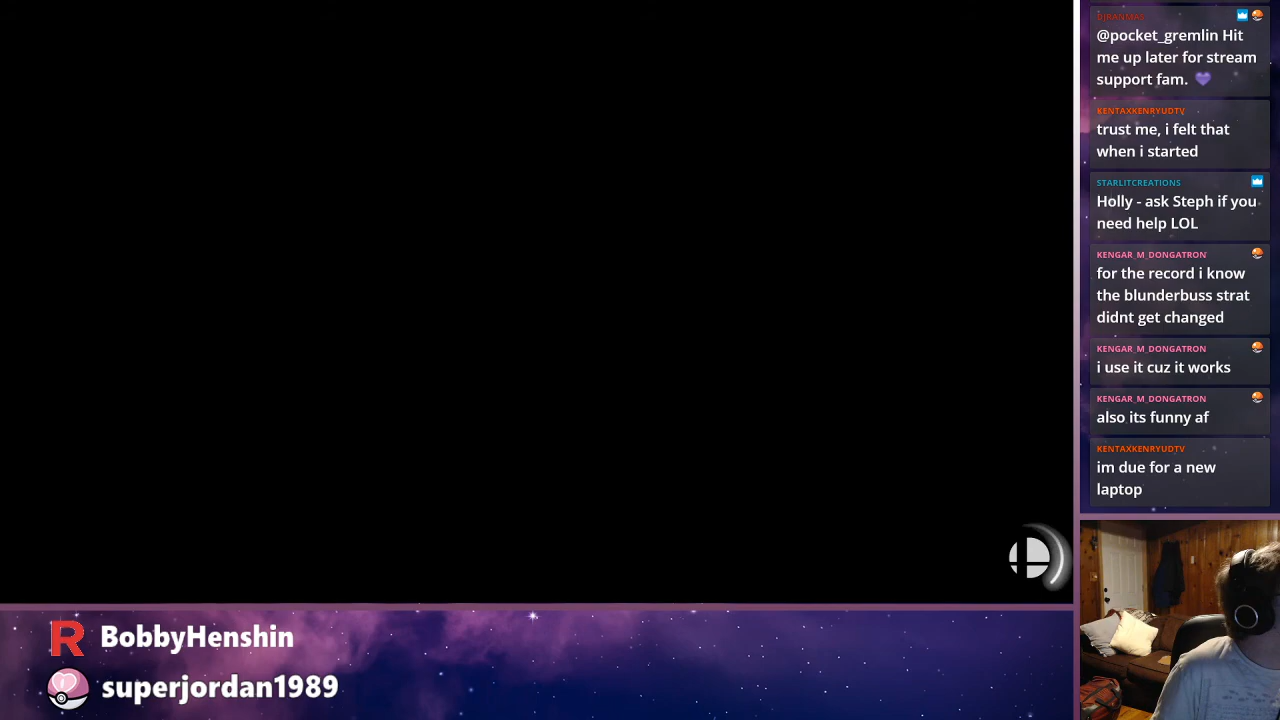 DJRANMAS
@pocket_gremlin Hit
me up later for stream
support fam.
KENTAXKENRYUDTV
trust me, i felt that
when i started
STARLITCREATIONS
Holly - ask Steph if you
need help LOL
KENGAR_M_DONGATRON
for the record i know
the blunderbuss strat
didnt get changed
KENGAR_M_DONGATRON
i use it cuz it works
KENGAR_M_DONGATRON
also its funny af
KENTAXKENRYUDTV
im due for a new
laptop
R BobbyHenshin
superjordan1989